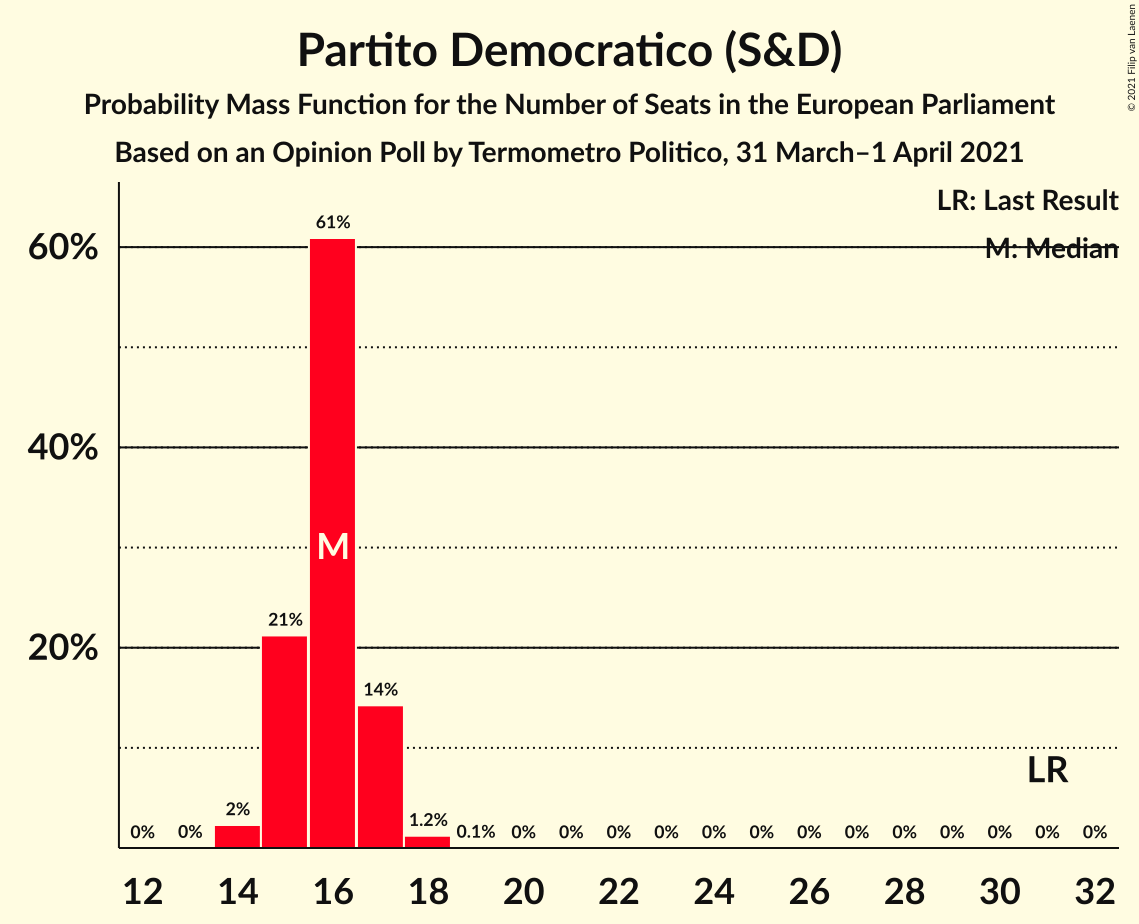 Partito Democratico (S&D)
Probability Mass Function for the Number of Seats in the European Parliament
Based on an Opinion Poll by Termometro Politico, 31 March–1 April 2021
© 2021 Filip van Laenen
LR: Last Result
M: Median
60%
40%
20%
0% 0% 2% 21% 61% 14% 1.2% 0.1% 0% 0% 0% 0% 0% 0% 0% 0% 0% 0% 0% 0% 0%
M
LR
12 14 16 18 20 22 24 26 28 30 32